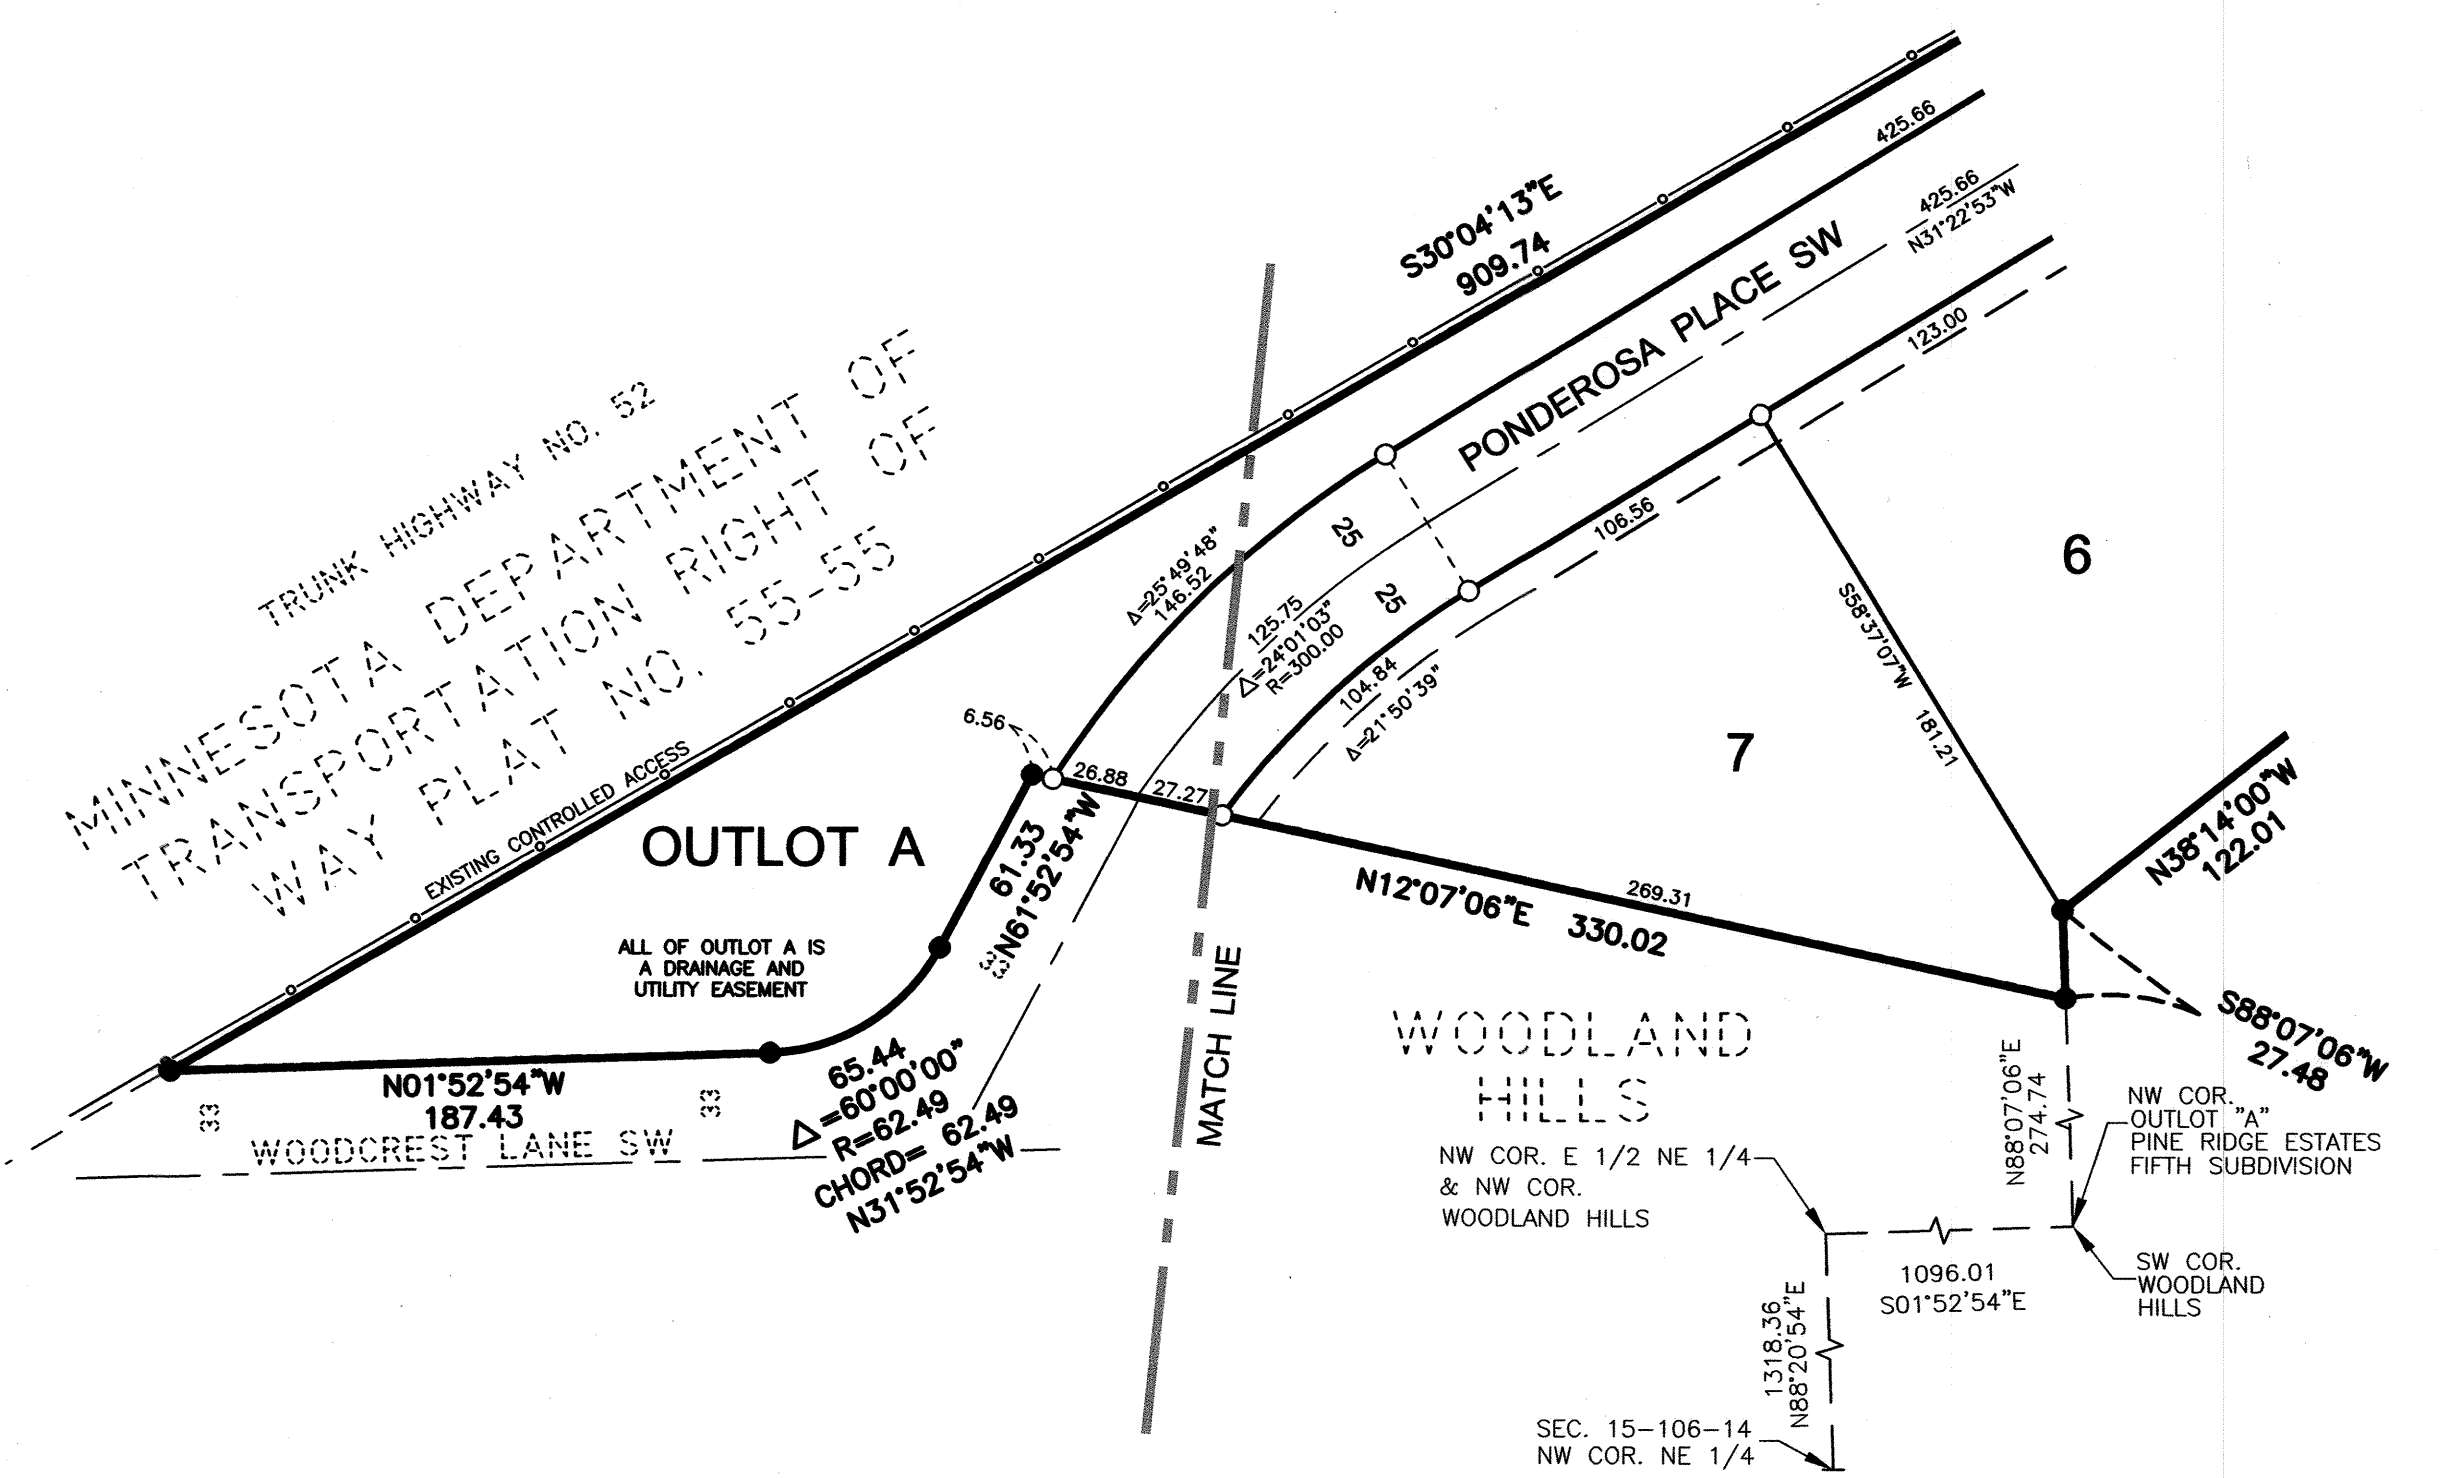 TRUNK HIGHWAY NO. 52
MINNESOTA DEPARTMENT OF
TRANSPORTATION RIGHT OF
WAY PLAT NO. 55-55
EXISTING CONTROLLED ACCESS
S30°04'13"E
909.74
425.66
425.66
N31°22'53"W
PONDEROSA PLACE SW
123.00
106.56
25
25
Δ=25°49'48"
146.52
125.75
Δ=24°01'03"
R=300.00
104.84
Δ=21°50'39"
6.56
26.88
27.27
OUTLOT A
61.33
N61°52'54"W
33
ALL OF OUTLOT A IS
A DRAINAGE AND
UTILITY EASEMENT
N01°52'54"W
187.43
33
33
WOODCREST LANE SW
65.44
Δ=60°00'00"
R=62.49
CHORD= 62.49
N31°52'54"W
MATCH LINE
6
7
S58°37'07"W 181.21
N38°14'00"W
122.01
269.31
N12°07'06"E 330.02
S88°07'06"W
27.48
WOODLAND
HILLS
N88°07'06"E
274.74
NW COR.
OUTLOT "A"
PINE RIDGE ESTATES
FIFTH SUBDIVISION
NW COR. E 1/2 NE 1/4
& NW COR.
WOODLAND HILLS
1096.01
S01°52'54"E
SW COR.
WOODLAND
HILLS
1318.36
N88°20'54"E
SEC. 15-106-14
NW COR. NE 1/4